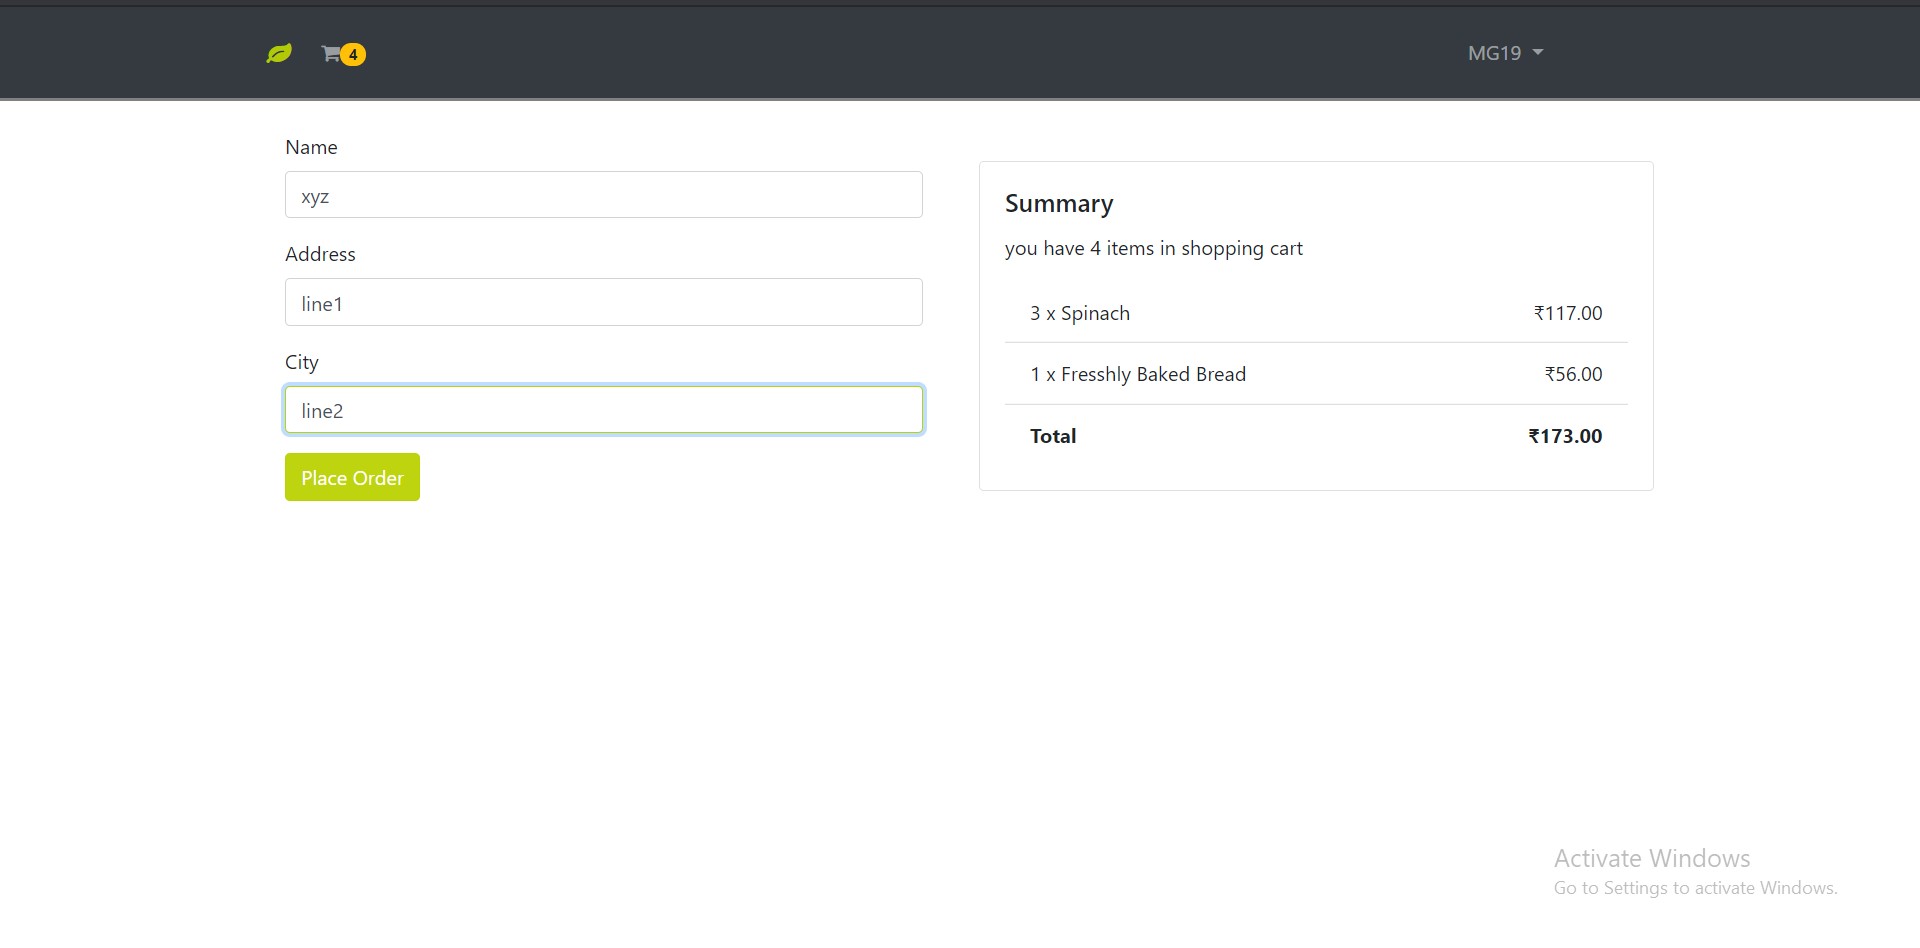 4
MG19
Name
xyz
Address
line1
City
line2
Place Order
Summary
you have 4 items in shopping cart
3 x Spinach ₹117.00
1 x Fresshly Baked Bread ₹56.00
Total ₹173.00
Activate Windows
Go to Settings to activate Windows.